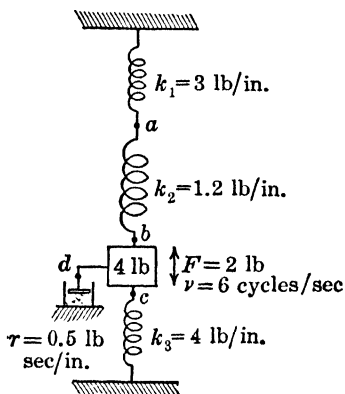 k₁=3 lb/in.
a
k₂=1.2 lb/in.
b
d
4 lb
F=2 lb
ν=6 cycles/sec
c
r=0.5 lb
sec/in.
k₃=4 lb/in.